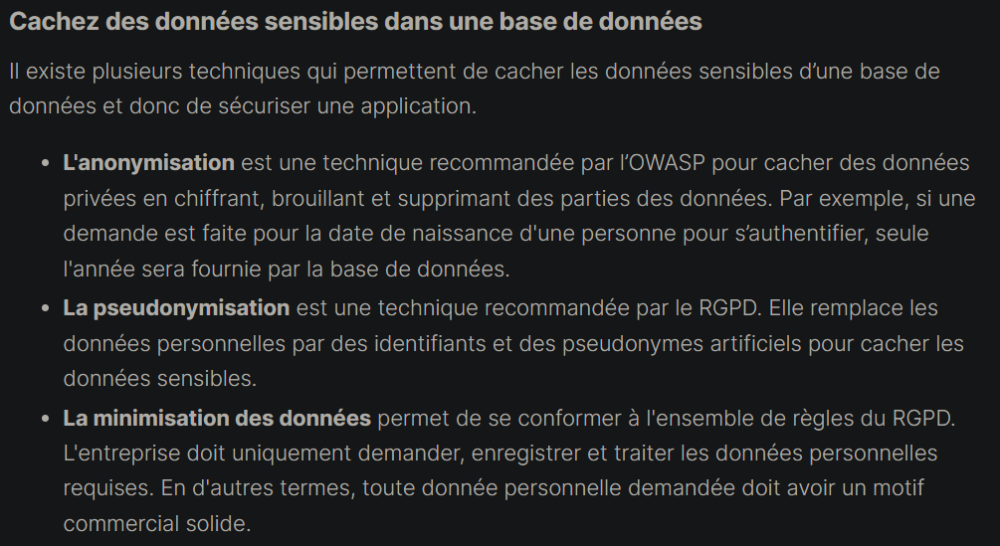 Cachez des données sensibles dans une base de données
Il existe plusieurs techniques qui permettent de cacher les données sensibles d’une base de
données et donc de sécuriser une application.
• L'anonymisation est une technique recommandée par l’OWASP pour cacher des données
privées en chiffrant, brouillant et supprimant des parties des données. Par exemple, si une
demande est faite pour la date de naissance d'une personne pour s’authentifier, seule
l'année sera fournie par la base de données.
• La pseudonymisation est une technique recommandée par le RGPD. Elle remplace les
données personnelles par des identifiants et des pseudonymes artificiels pour cacher les
données sensibles.
• La minimisation des données permet de se conformer à l'ensemble de règles du RGPD.
L'entreprise doit uniquement demander, enregistrer et traiter les données personnelles
requises. En d'autres termes, toute donnée personnelle demandée doit avoir un motif
commercial solide.